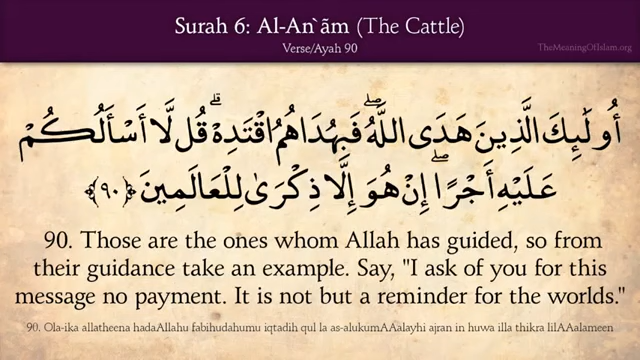 Surah 6: Al-An`ãm (The Cattle)
Verse/Ayah 90
TheMeaningOfIslam.org
أُولَٰئِكَ الَّذِينَ هَدَى اللَّهُ ۖ فَبِهُدَاهُمُ اقْتَدِهْ ۗ قُل لَّا أَسْأَلُكُمْ
عَلَيْهِ أَجْرًا ۖ إِنْ هُوَ إِلَّا ذِكْرَىٰ لِلْعَالَمِينَ ﴿٩٠﴾
90. Those are the ones whom Allah has guided, so from
their guidance take an example. Say, "I ask of you for this
message no payment. It is not but a reminder for the worlds."
90. Ola-ika allatheena hadaAllahu fabihudahumu iqtadih qul la as-alukumAAalayhi ajran in huwa illa thikra lilAAalameen